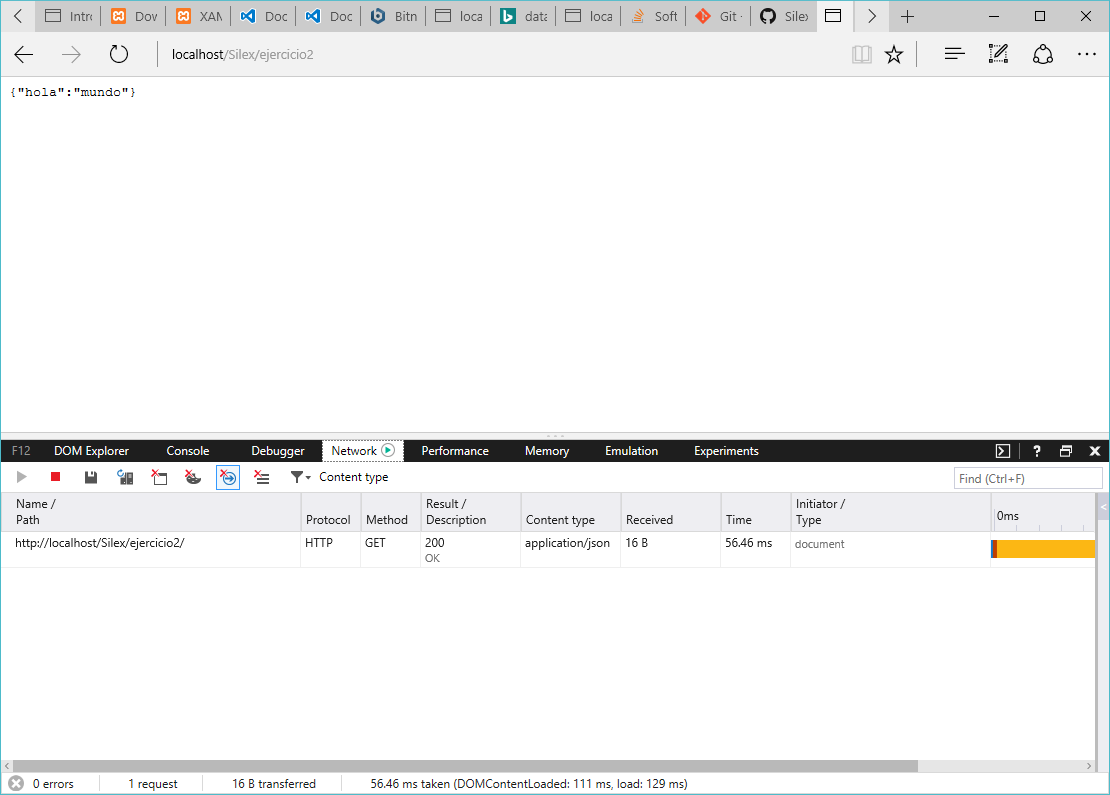 Intro Dov XAM Doc Doc Bitn loca data loca Soft Git - Silex
localhost/Silex/ejercicio2
{"hola":"mundo"}
F12 DOM Explorer Console Debugger Network Performance Memory Emulation Experiments ?
Content type Find (Ctrl+F)
Name / Path Protocol Method Result / Description Content type Received Time Initiator / Type 0ms
http://localhost/Silex/ejercicio2/ HTTP GET 200 application/json 16 B 56.46 ms document
OK
0 errors 1 request 16 B transferred 56.46 ms taken (DOMContentLoaded: 111 ms, load: 129 ms)